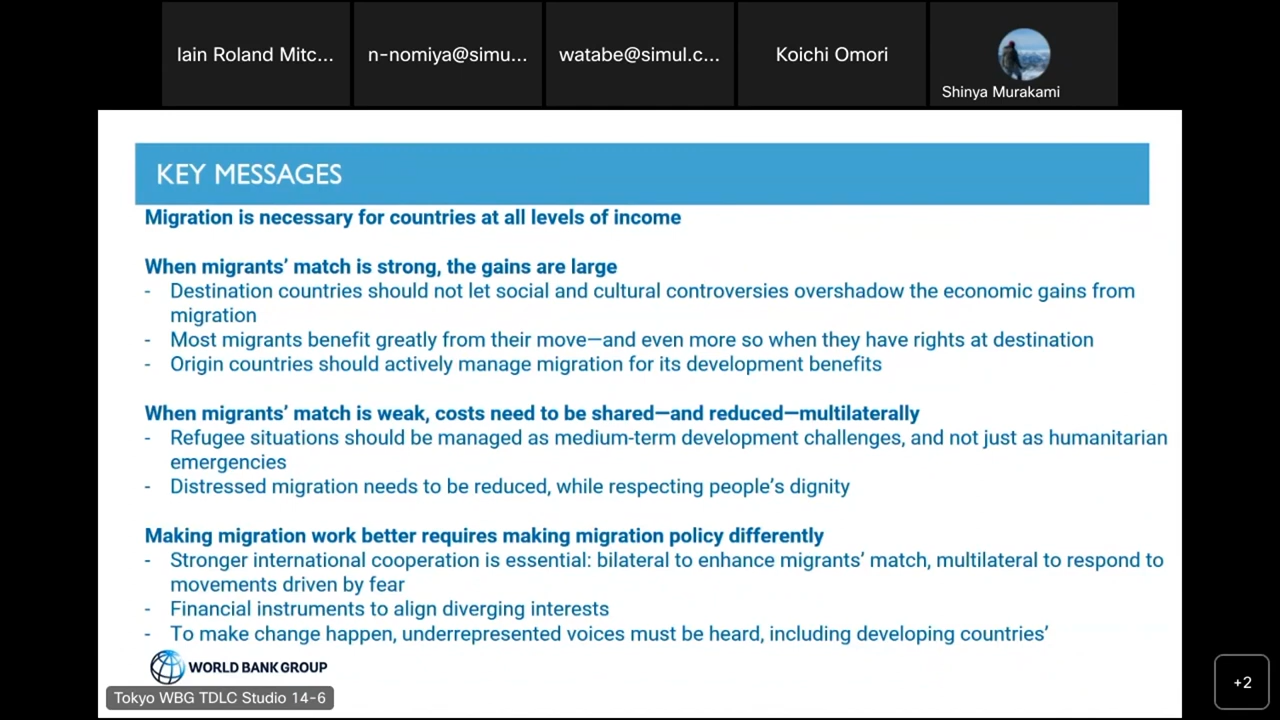 Iain Roland Mitc...
n-nomiya@simu...
watabe@simul.c...
Koichi Omori
Shinya Murakami
KEY MESSAGES
Migration is necessary for countries at all levels of income
When migrants’ match is strong, the gains are large
- Destination countries should not let social and cultural controversies overshadow the economic gains from
migration
- Most migrants benefit greatly from their move—and even more so when they have rights at destination
- Origin countries should actively manage migration for its development benefits
When migrants’ match is weak, costs need to be shared—and reduced—multilaterally
- Refugee situations should be managed as medium-term development challenges, and not just as humanitarian
emergencies
- Distressed migration needs to be reduced, while respecting people’s dignity
Making migration work better requires making migration policy differently
- Stronger international cooperation is essential: bilateral to enhance migrants’ match, multilateral to respond to
movements driven by fear
- Financial instruments to align diverging interests
- To make change happen, underrepresented voices must be heard, including developing countries’
WORLD BANK GROUP
Tokyo WBG TDLC Studio 14-6
+2